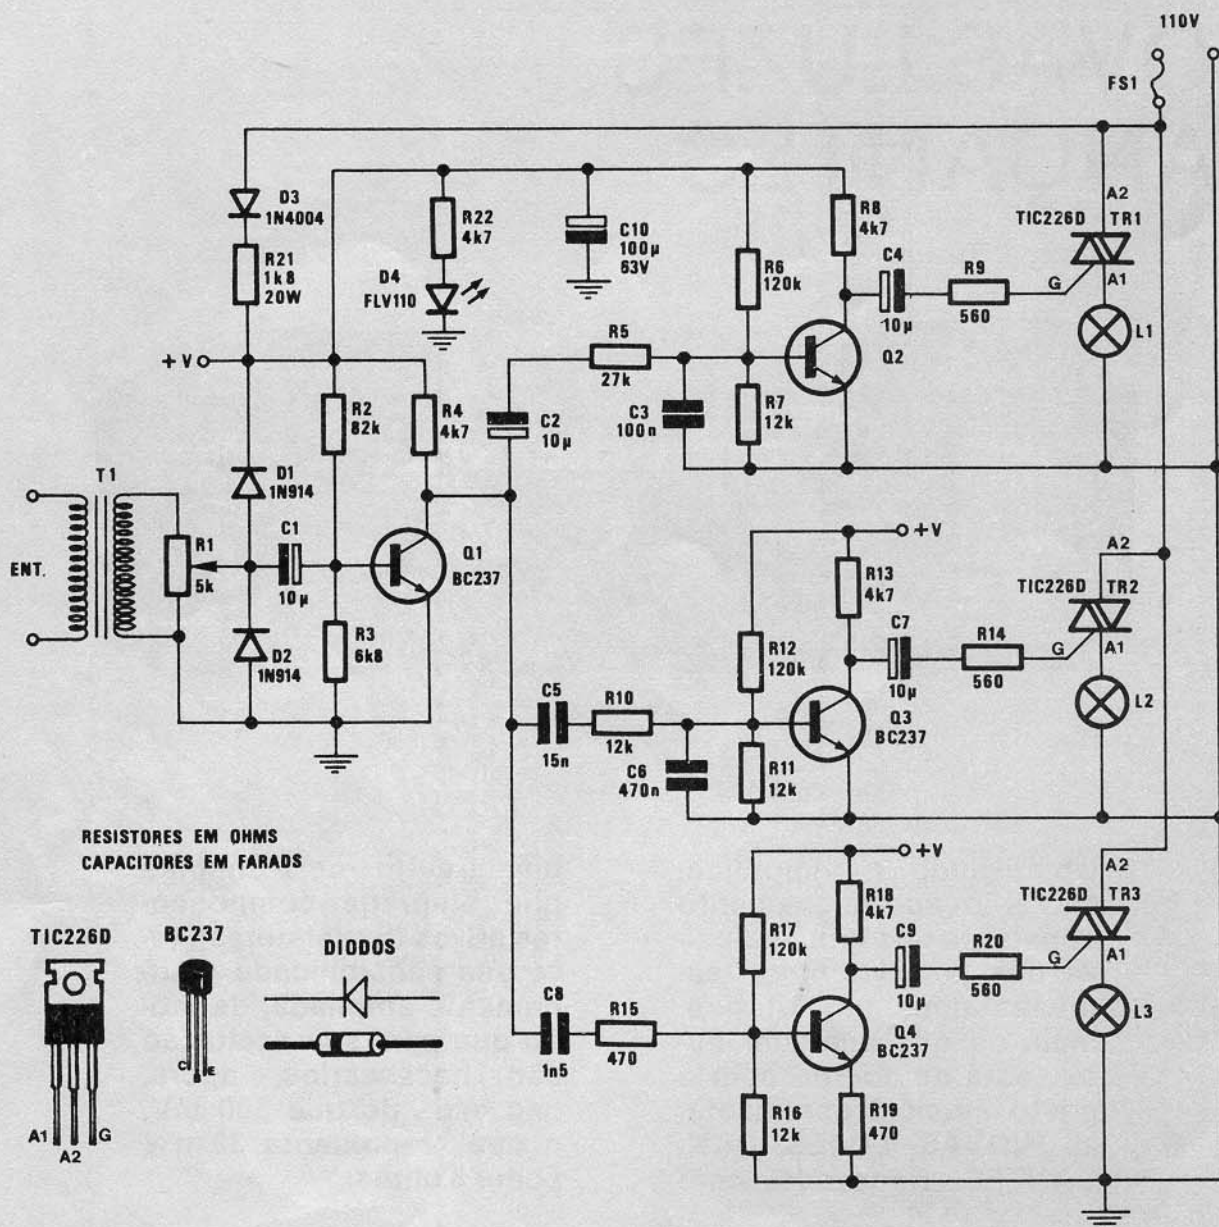 110V
FS1
D3
1N4004
R21
1k8
20W
R22
4k7
D4
FLV110
C10
100µ
63V
R6
120k
R8
4k7
C4
10µ
R9
560
TIC226D
TR1
A2
G
A1
L1
+V
R2
82k
R4
4k7
C2
10µ
R5
27k
C3
100n
R7
12k
Q2
T1
ENT.
R1
5k
D1
1N914
C1
10µ
Q1
BC237
D2
1N914
R3
6k8
+V
R13
4k7
R12
120k
C7
10µ
R14
560
TIC226D
TR2
A2
G
A1
L2
C5
15n
R10
12k
C6
470n
R11
12k
Q3
BC237
RESISTORES EM OHMS
CAPACITORES EM FARADS
+V
R18
4k7
R17
120k
C9
10µ
R20
560
TIC226D
TR3
A2
G
A1
L3
C8
1n5
R15
470
Q4
BC237
R16
12k
R19
470
TIC226D
A1
A2
G
BC237
C
E
DIODOS